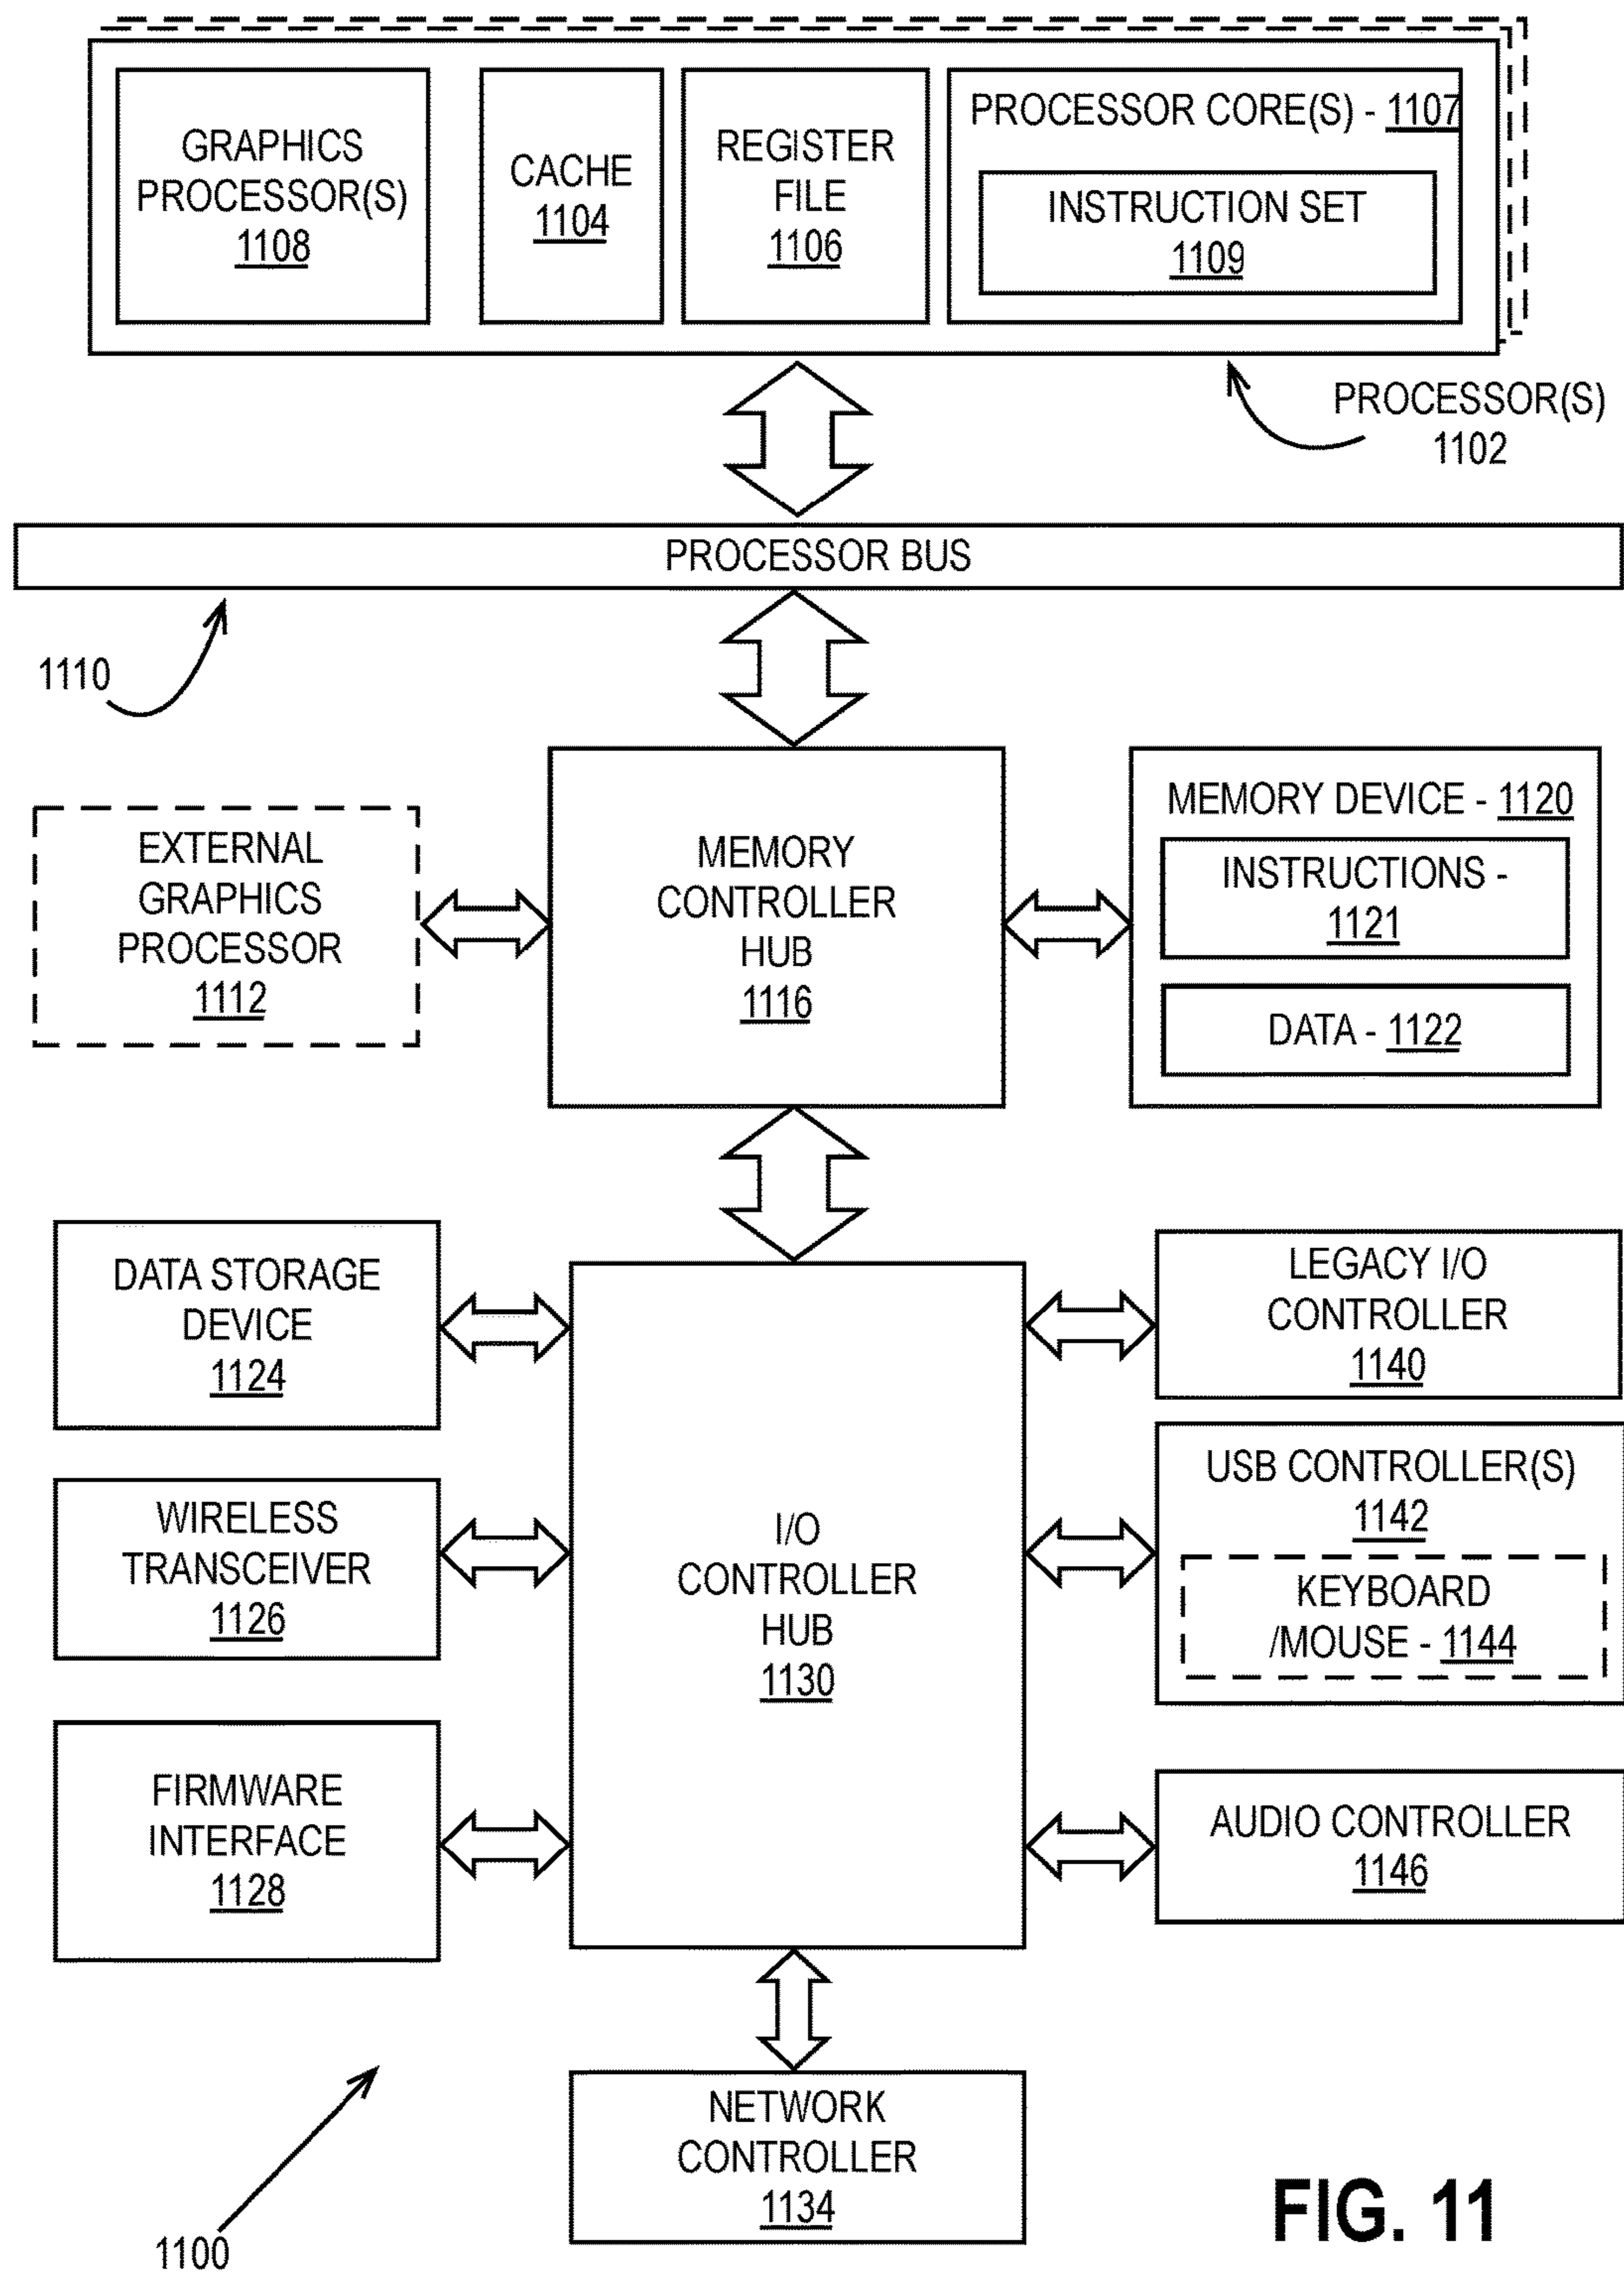 GRAPHICS
PROCESSOR(S)
1108
CACHE
1104
REGISTER
FILE
1106
PROCESSOR CORE(S) - 1107
INSTRUCTION SET
1109
PROCESSOR(S)
1102
PROCESSOR BUS
1110
EXTERNAL
GRAPHICS
PROCESSOR
1112
MEMORY
CONTROLLER
HUB
1116
MEMORY DEVICE - 1120
INSTRUCTIONS -
1121
DATA - 1122
DATA STORAGE
DEVICE
1124
WIRELESS
TRANSCEIVER
1126
FIRMWARE
INTERFACE
1128
I/O
CONTROLLER
HUB
1130
LEGACY I/O
CONTROLLER
1140
USB CONTROLLER(S)
1142
KEYBOARD
/MOUSE - 1144
AUDIO CONTROLLER
1146
NETWORK
CONTROLLER
1134
1100
FIG. 11